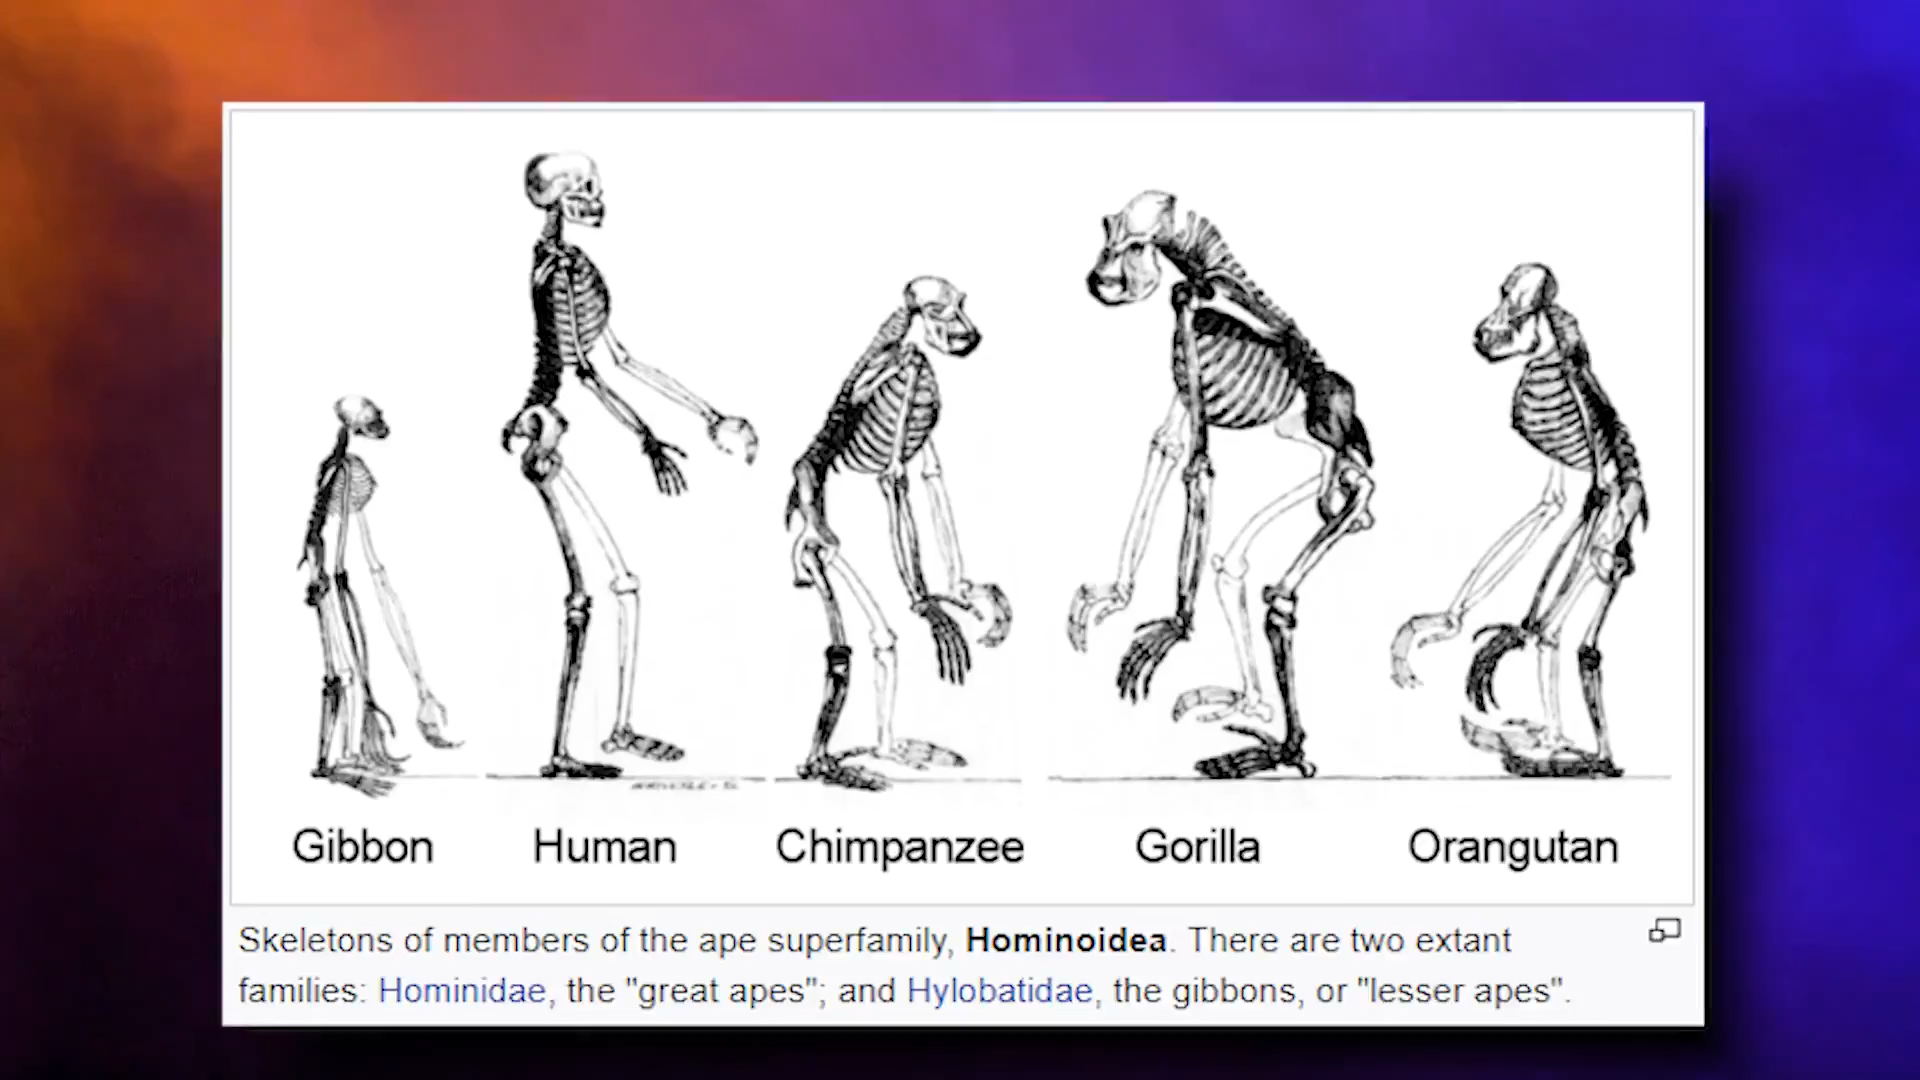 Gibbon Human Chimpanzee Gorilla Orangutan
Skeletons of members of the ape superfamily, Hominoidea. There are two extant
families: Hominidae, the "great apes"; and Hylobatidae, the gibbons, or "lesser apes".